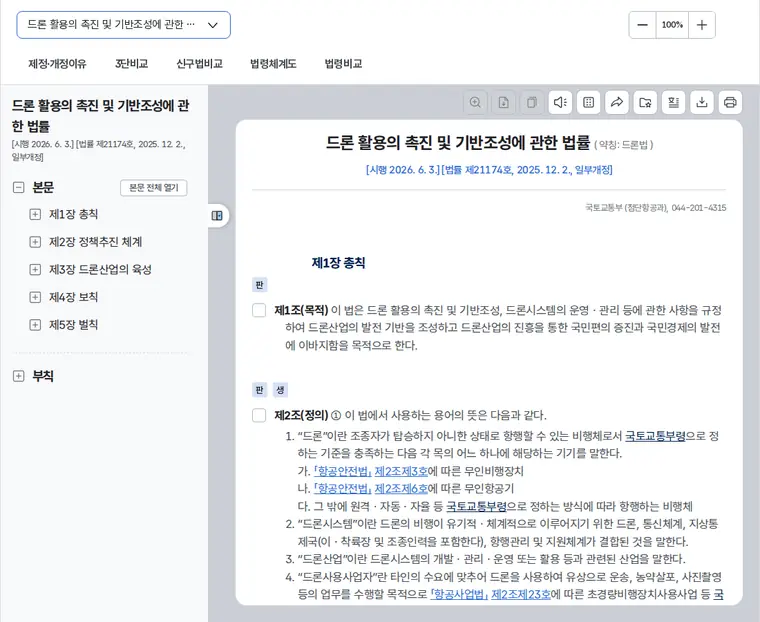 드론 활용의 촉진 및 기반조성에 관한 ···
100%
제정·개정이유 3단비교 신구법비교 법령체계도 법령비교
드론 활용의 촉진 및 기반조성에 관
한 법률
[시행 2026. 6. 3.] [법률 제21174호, 2025. 12. 2.,
일부개정]
본문 본문 전체 열기
제1장 총칙
제2장 정책추진 체계
제3장 드론산업의 육성
제4장 보칙
제5장 벌칙
부칙
드론 활용의 촉진 및 기반조성에 관한 법률 ( 약칭: 드론법 )
[시행 2026. 6. 3.] [법률 제21174호, 2025. 12. 2., 일부개정]
국토교통부 (첨단항공과), 044-201-4315
제1장 총칙
판
제1조(목적) 이 법은 드론 활용의 촉진 및 기반조성, 드론시스템의 운영ㆍ관리 등에 관한 사항을 규정
하여 드론산업의 발전 기반을 조성하고 드론산업의 진흥을 통한 국민편의 증진과 국민경제의 발전
에 이바지함을 목적으로 한다.
판 생
제2조(정의) ① 이 법에서 사용하는 용어의 뜻은 다음과 같다.
1. “드론”이란 조종자가 탑승하지 아니한 상태로 항행할 수 있는 비행체로서 국토교통부령으로 정
하는 기준을 충족하는 다음 각 목의 어느 하나에 해당하는 기기를 말한다.
가. 「항공안전법」 제2조제3호에 따른 무인비행장치
나. 「항공안전법」 제2조제6호에 따른 무인항공기
다. 그 밖에 원격ㆍ자동ㆍ자율 등 국토교통부령으로 정하는 방식에 따라 항행하는 비행체
2. “드론시스템”이란 드론의 비행이 유기적ㆍ체계적으로 이루어지기 위한 드론, 통신체계, 지상통
제국(이ㆍ착륙장 및 조종인력을 포함한다), 항행관리 및 지원체계가 결합된 것을 말한다.
3. “드론산업”이란 드론시스템의 개발ㆍ관리ㆍ운영 또는 활용 등과 관련된 산업을 말한다.
4. “드론사용사업자”란 타인의 수요에 맞추어 드론을 사용하여 유상으로 운송, 농약살포, 사진촬영
등의 업무를 수행할 목적으로 「항공사업법」 제2조제23호에 따른 초경량비행장치사용사업 등 국